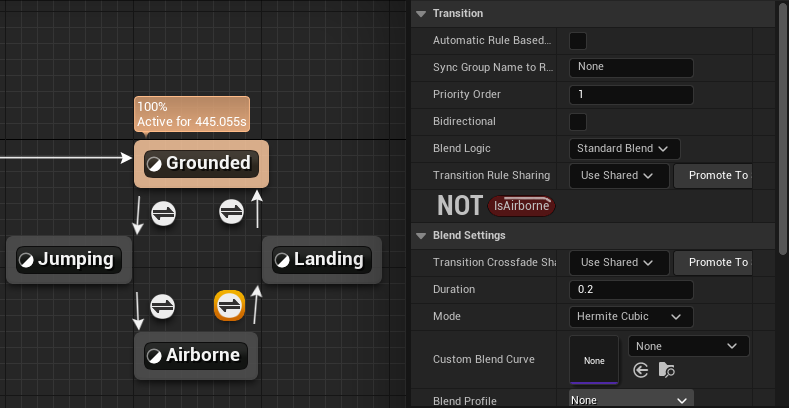 100%
Active for 445.055s
Grounded
Jumping
Landing
Airborne
Transition
Automatic Rule Based...
Sync Group Name to R...
None
Priority Order
1
Bidirectional
Blend Logic
Standard Blend
Transition Rule Sharing
Use Shared
Promote To
NOT IsAirborne
Blend Settings
Transition Crossfade Sha
Use Shared
Promote To
Duration
0.2
Mode
Hermite Cubic
Custom Blend Curve
None
None
Blend Profile
None